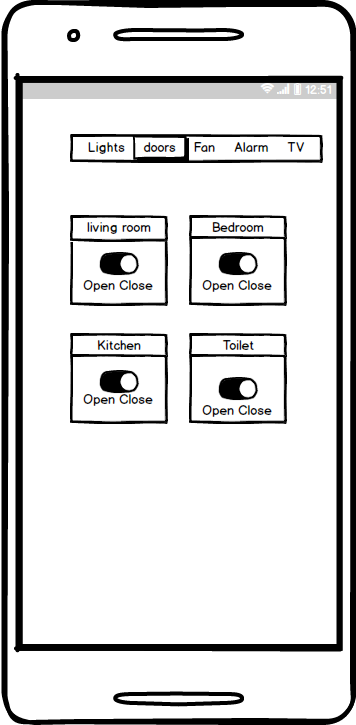 12:51
Lights doors Fan Alarm TV
living room Bedroom
Open Close Open Close
Kitchen Toilet
Open Close
Open Close